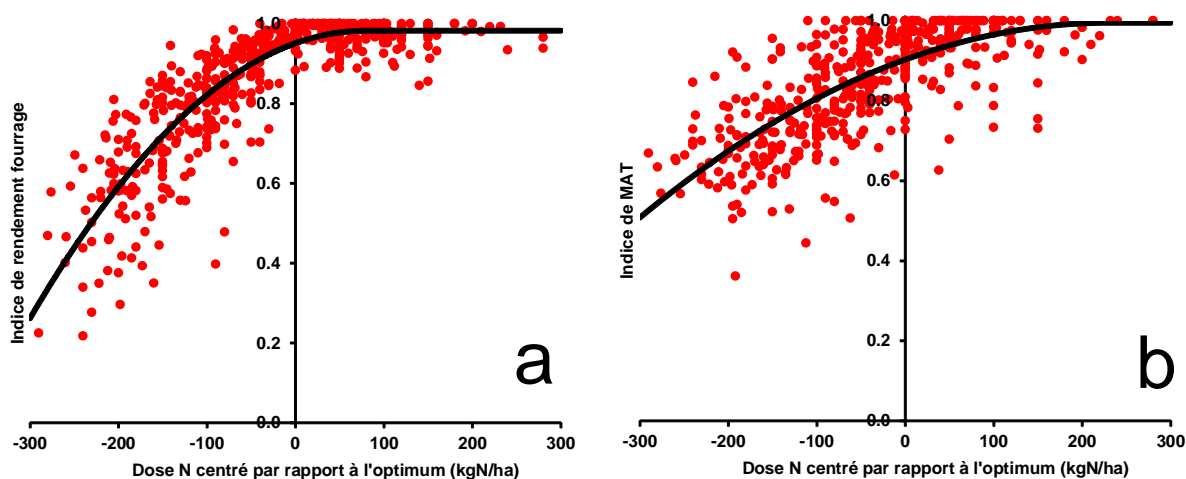 Indice de rendement fourrage
1.0
0.8
0.6
0.4
0.2
0.0
-300 -200 -100 0 100 200 300
Dose N centré par rapport à l'optimum (kgN/ha)
a
Indice de MAT
1.0
0.8
0.6
0.4
0.2
0.0
-300 -200 -100 0 100 200 300
Dose N centré par rapport à l'optimum (kgN/ha)
b